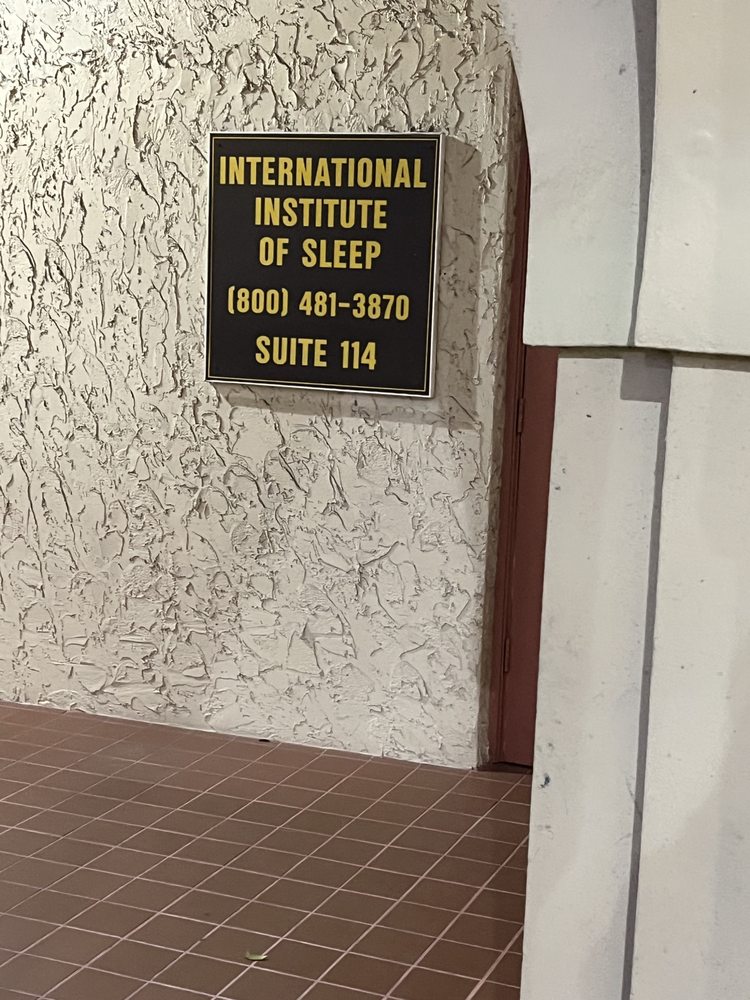 INTERNATIONAL
INSTITUTE
OF SLEEP
(800) 481-3870
SUITE 114